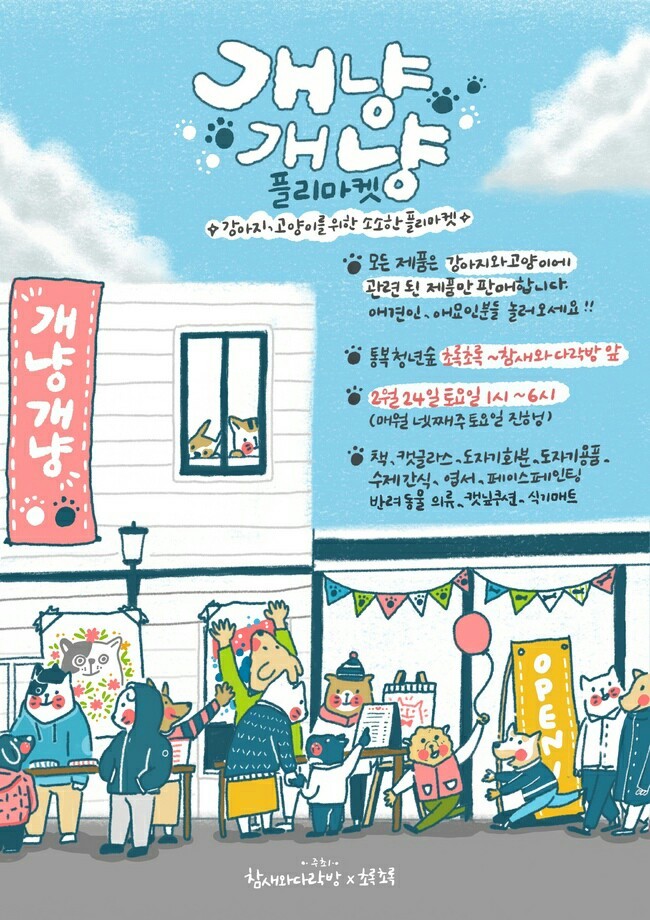 개냥
개냥
플리마켓
강아지, 고양이를 위한 소소한 플리마켓
모든 제품은 강아지와고양이에
관련 된 제품만 판매합니다.
애견인、애묘인분들 놀러오세요!!
통복청년숲 초록초록~참새와다락방 앞
2월 24일 토요일 1시~6시
(매월 넷째주 토요일 진행)
책、캣글라스、도자기화분、도자기용품、
수제간식、엽서、페이스페인팅
반려동물 의류、캣닢쿠션、식기매트
개냥개냥
OPEN!
주최
참새와다락방 x 초록초록